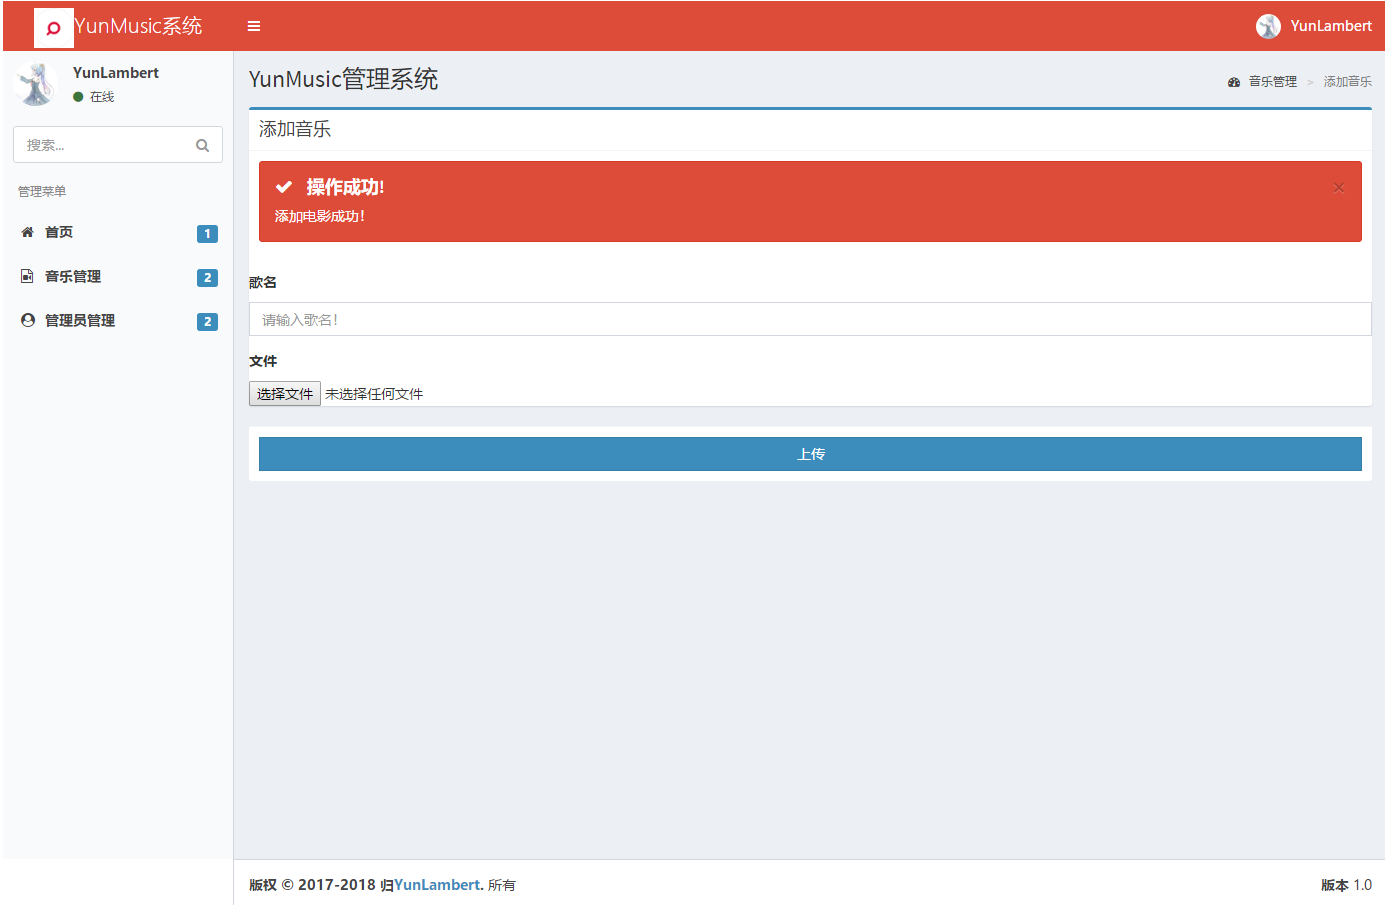 YunMusic系统
YunLambert
YunLambert
在线
搜索...
管理菜单
首页 1
音乐管理 2
管理员管理 2
YunMusic管理系统
音乐管理 > 添加音乐
添加音乐
操作成功!
×
添加电影成功!
歌名
请输入歌名!
文件
选择文件 未选择任何文件
上传
版权 © 2017-2018 归YunLambert. 所有
版本 1.0